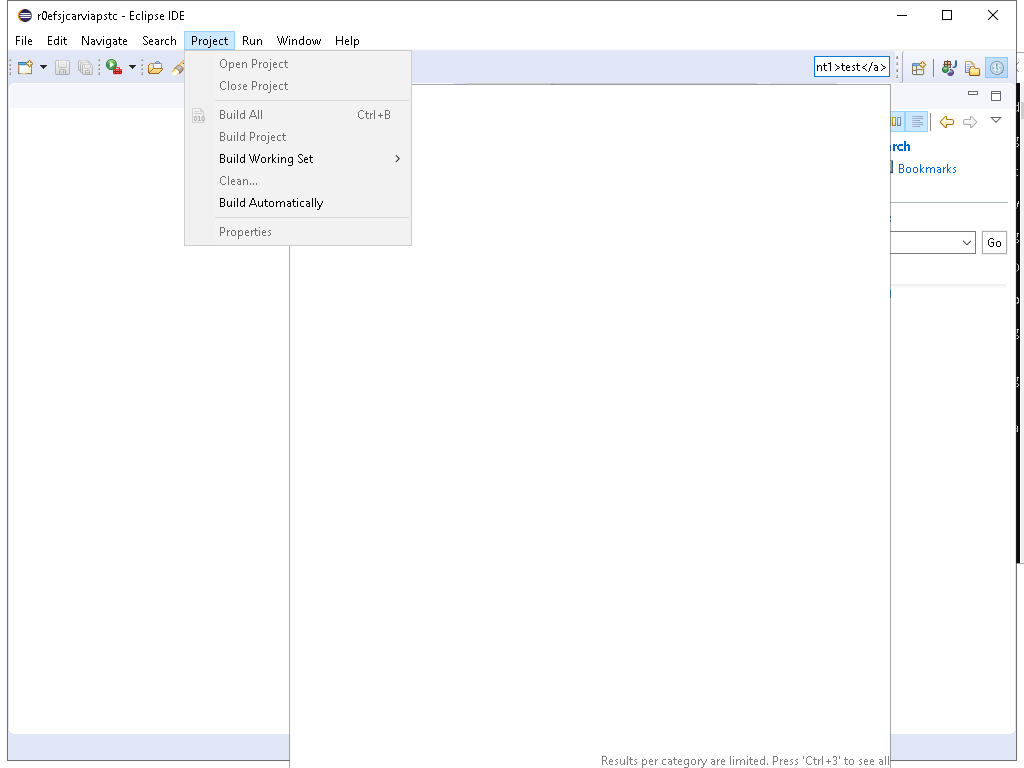 r0efsjcarviapstc - Eclipse IDE
File Edit Navigate Search Project Run Window Help
nt1>test</a>
Open Project
Close Project
010
Build All Ctrl+B
Build Project
Build Working Set
Clean...
Build Automatically
Properties
rch
Bookmarks
Go
Results per category are limited. Press 'Ctrl+3' to see all